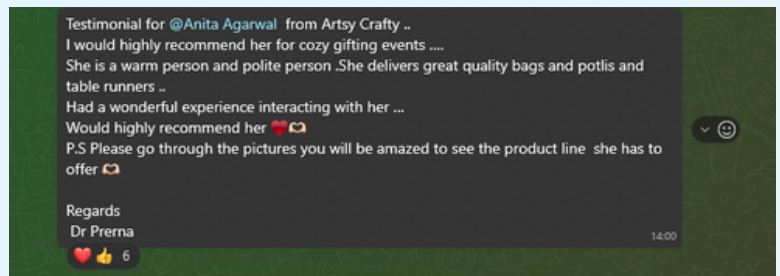 Testimonial for @Anita Agarwal from Artsy Crafty ..
I would highly recommend her for cozy gifting events ....
She is a warm person and polite person .She delivers great quality bags and potlis and
table runners ..
Had a wonderful experience interacting with her ...
Would highly recommend her ❤️🫶🏻
P.S Please go through the pictures you will be amazed to see the product line she has to
offer 🫶🏻
Regards
Dr Prerna
14:00
❤️👍 6